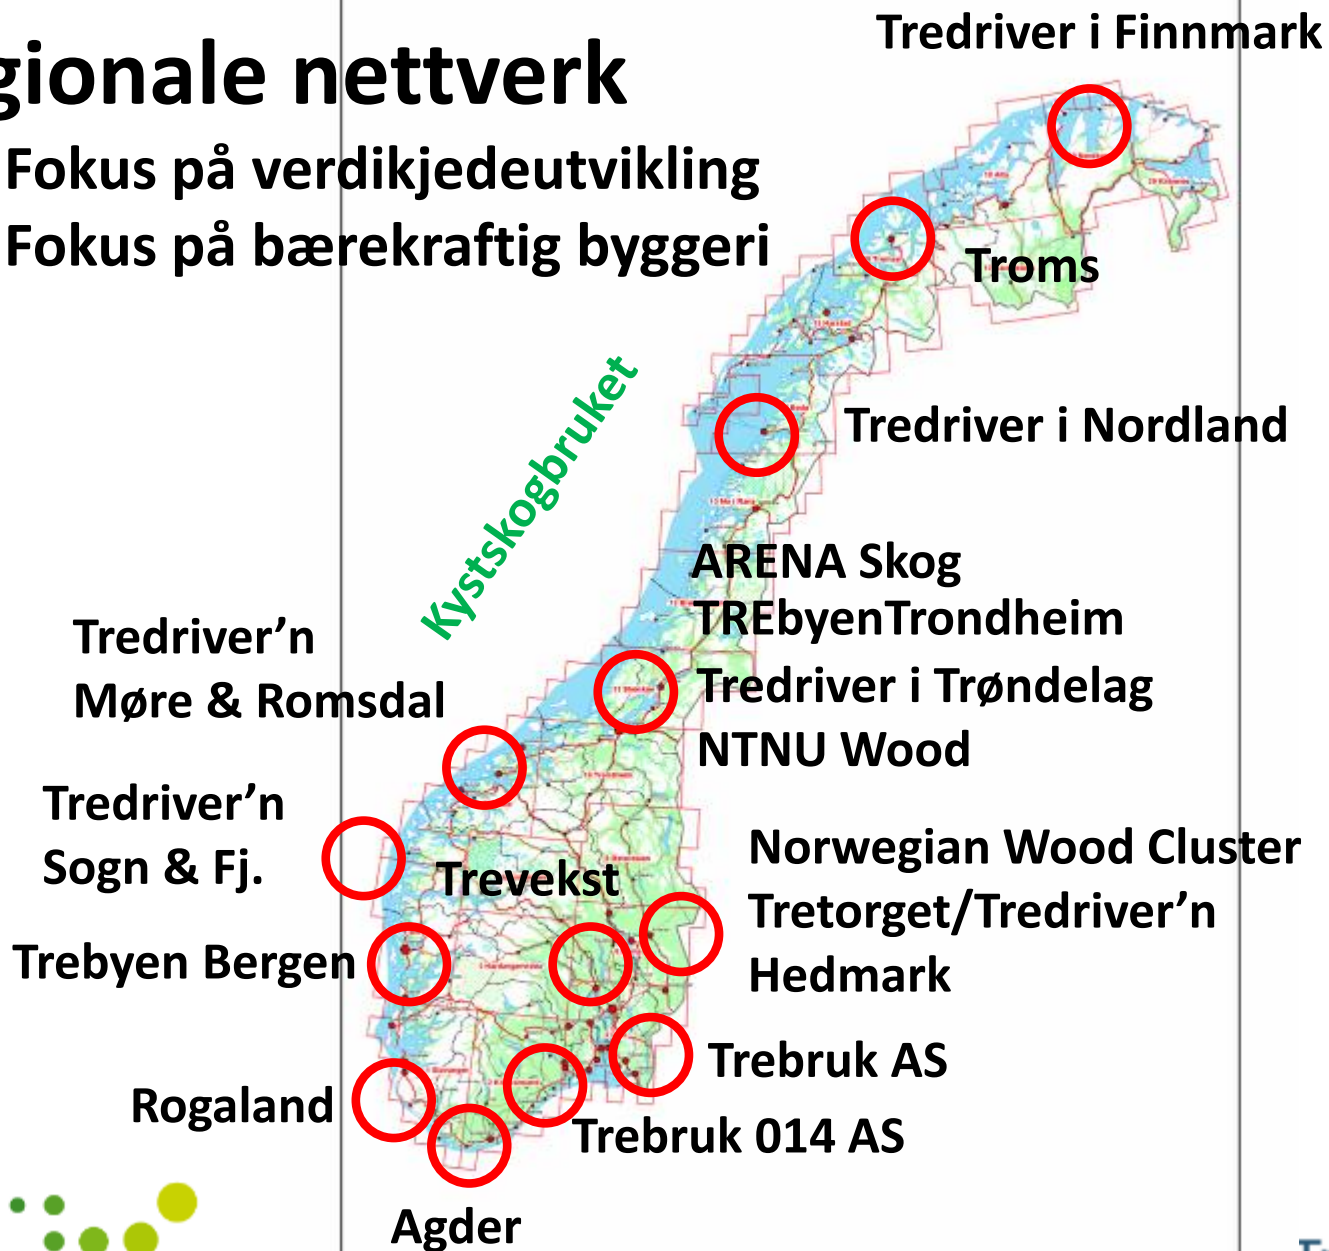 Tredriver i Finnmark
gionale nettverk
Fokus på verdikjedeutvikling
Fokus på bærekraftig byggeri
Troms
Kystskogbruket
Tredriver i Nordland
ARENA Skog
TREbyenTrondheim
Tredriver i Trøndelag
NTNU Wood
Tredriver’n
Møre & Romsdal
Tredriver’n
Sogn & Fj.
Trevekst
Norwegian Wood Cluster
Tretorget/Tredriver’n
Hedmark
Trebyen Bergen
Trebruk AS
Rogaland
Trebruk 014 AS
Agder